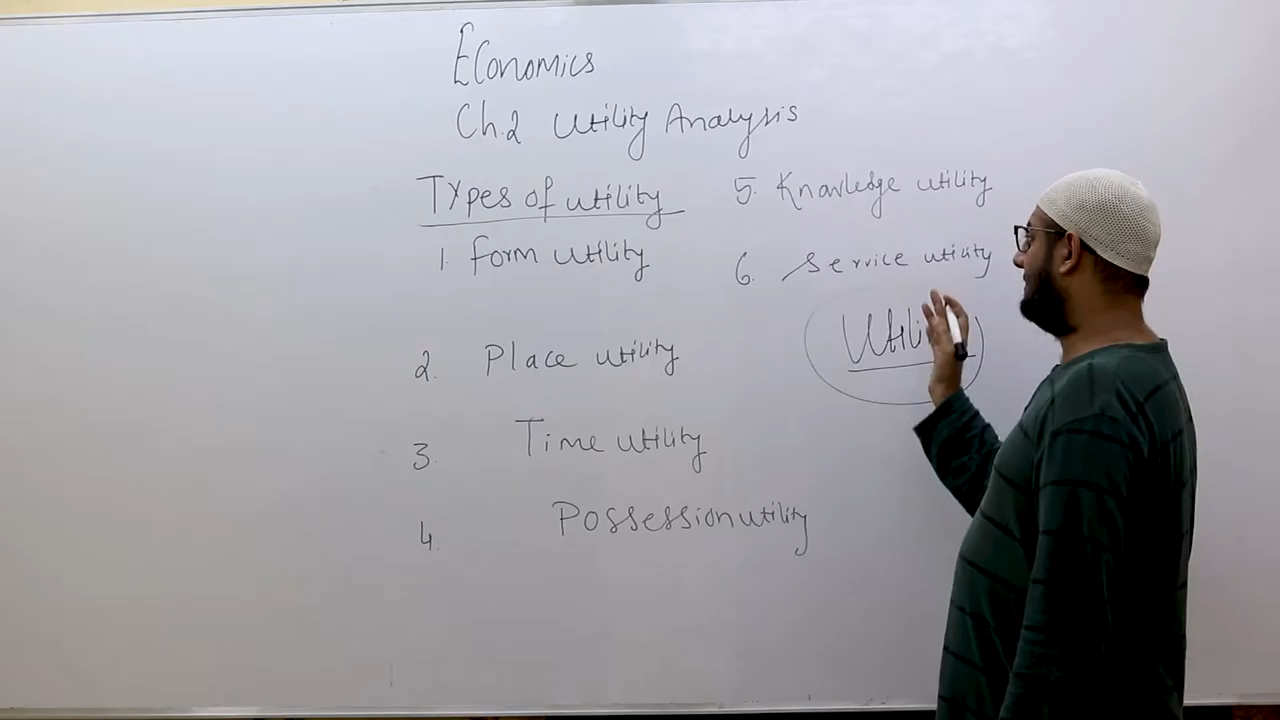 Economics
Ch.2 Utility Analysis
Types of utility
1. form utility
2. Place utility
3. Time utility
4. Possession utility
5. Knowledge utility
6. Service utility